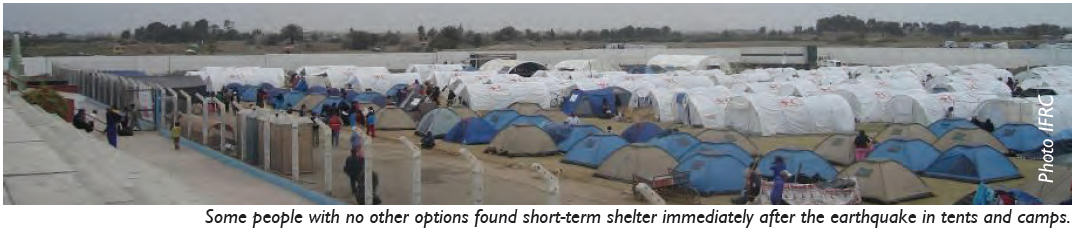 Photo IFRC
Some people with no other options found short-term shelter immediately after the earthquake in tents and camps.